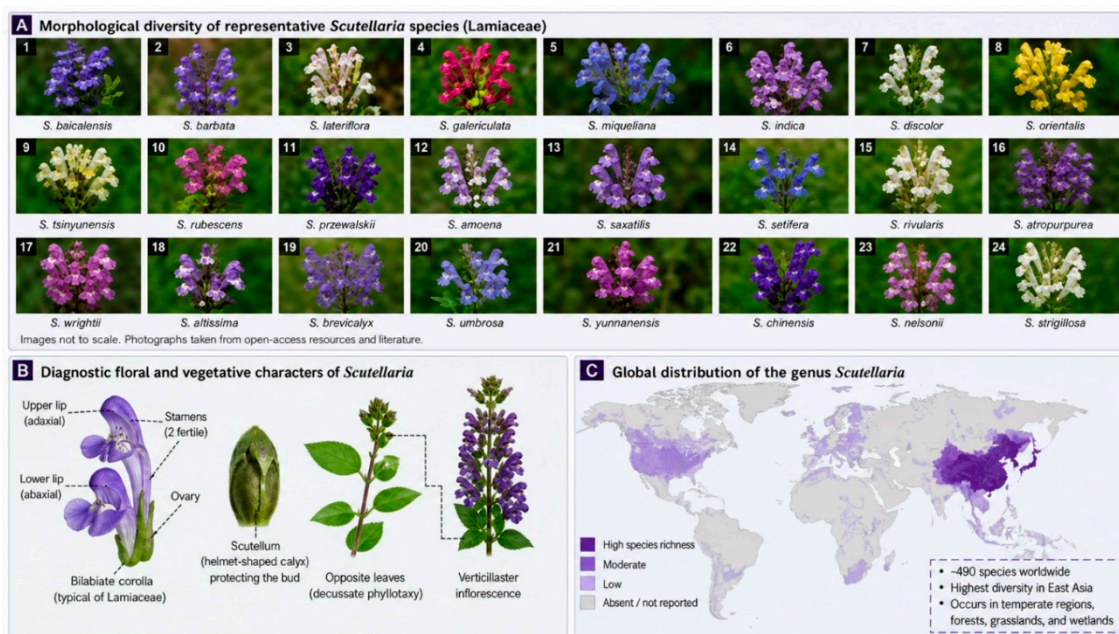 A Morphological diversity of representative Scutellaria species (Lamiaceae)
1 2 3 4 5 6 7 8
S. baicalensis S. barbata S. lateriflora S. galericulata S. miqueliana S. indica S. discolor S. orientalis
9 10 11 12 13 14 15 16
S. tsinyunensis S. rubescens S. przewalskii S. amoena S. saxatilis S. setifera S. rivularis S. atropurpurea
17 18 19 20 21 22 23 24
S. wrightii S. altissima S. brevicalyx S. umbrosa S. yunnanensis S. chinensis S. nelsonii S. strigillosa
Images not to scale. Photographs taken from open-access resources and literature.
B Diagnostic floral and vegetative characters of Scutellaria
Upper lip
(adaxial)
Stamens
(2 fertile)
Lower lip
(abaxial)
Ovary
Bilabiate corolla
(typical of Lamiaceae)
Scutellum
(helmet-shaped calyx)
protecting the bud
Opposite leaves
(decussate phyllotaxy)
Verticillaster
inflorescence
C Global distribution of the genus Scutellaria
High species richness
Moderate
Low
Absent / not reported
• ~490 species worldwide
• Highest diversity in East Asia
• Occurs in temperate regions,
forests, grasslands, and wetlands